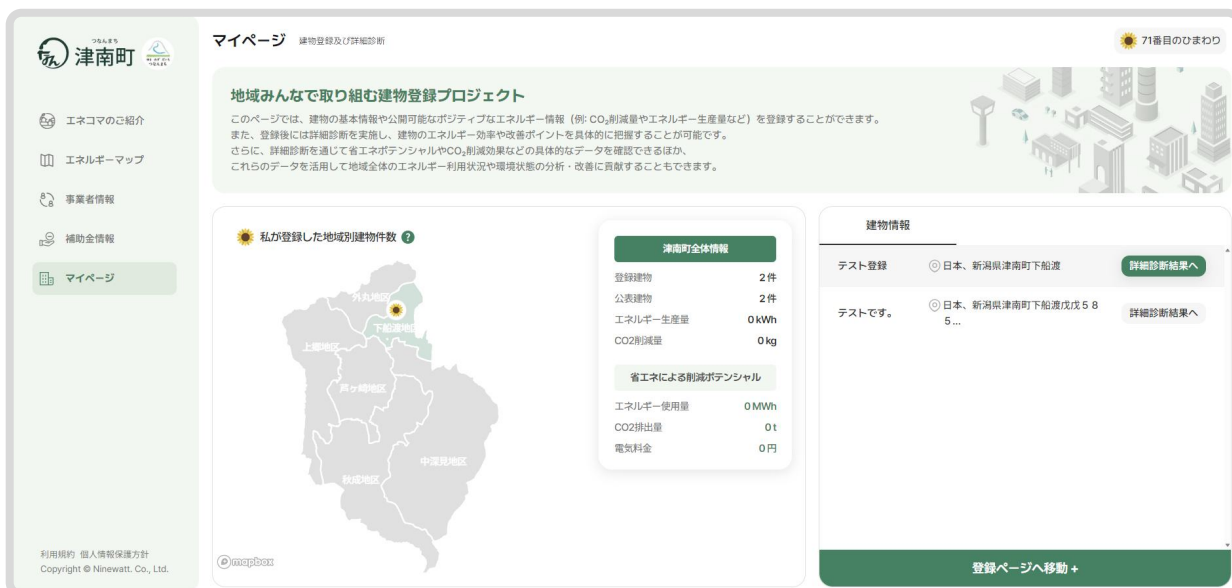 つなんまち
津南町
エネコマのご紹介
エネルギーマップ
事業者情報
補助金情報
マイページ
利用規約 個人情報保護方針
Copyright © Ninewatt. Co., Ltd.
マイページ 建物登録及び詳細診断
71番目のひまわり
地域みんなで取り組む建物登録プロジェクト
このページでは、建物の基本情報や公開可能なポジティブなエネルギー情報 (例: CO₂削減量やエネルギー生産量など) を登録することができます。
また、登録後には詳細診断を実施し、建物のエネルギー効率や改善ポイントを具体的に把握することが可能です。
さらに、詳細診断を通じて省エネポテンシャルやCO₂削減効果などの具体的なデータを確認できるほか、
これらのデータを活用して地域全体のエネルギー利用状況や環境状態の分析・改善に貢献することもできます。
私が登録した地域別建物件数 ?
外丸地区
下船渡地区
上郷地区
芦ヶ崎地区
中深見地区
秋成地区
mapbox
津南町全体情報
登録建物 2件
公表建物 2件
エネルギー生産量 0 kWh
CO2削減量 0 kg
省エネによる削減ポテンシャル
エネルギー使用量 0 MWh
CO2排出量 0 t
電気料金 0 円
建物情報
テスト登録 日本、新潟県津南町下船渡 詳細診断結果へ
テストです。 日本、新潟県津南町下船渡戊戊５８ 詳細診断結果へ
５...
登録ページへ移動 +